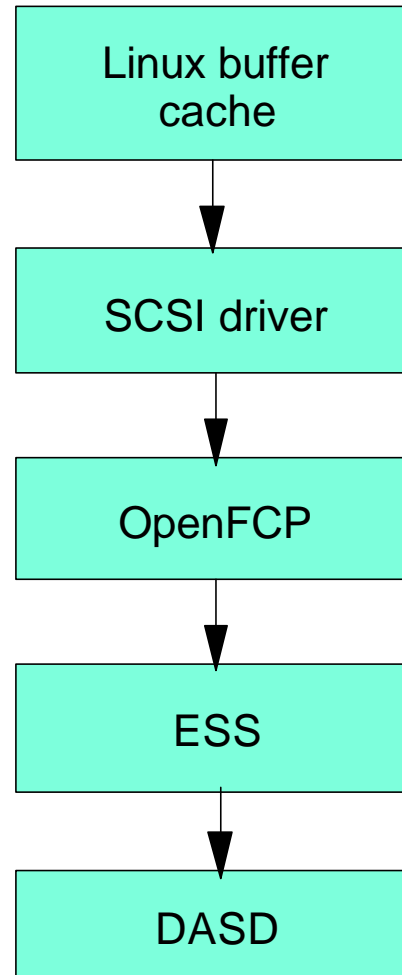 Linux buffer
cache
SCSI driver
OpenFCP
ESS
DASD